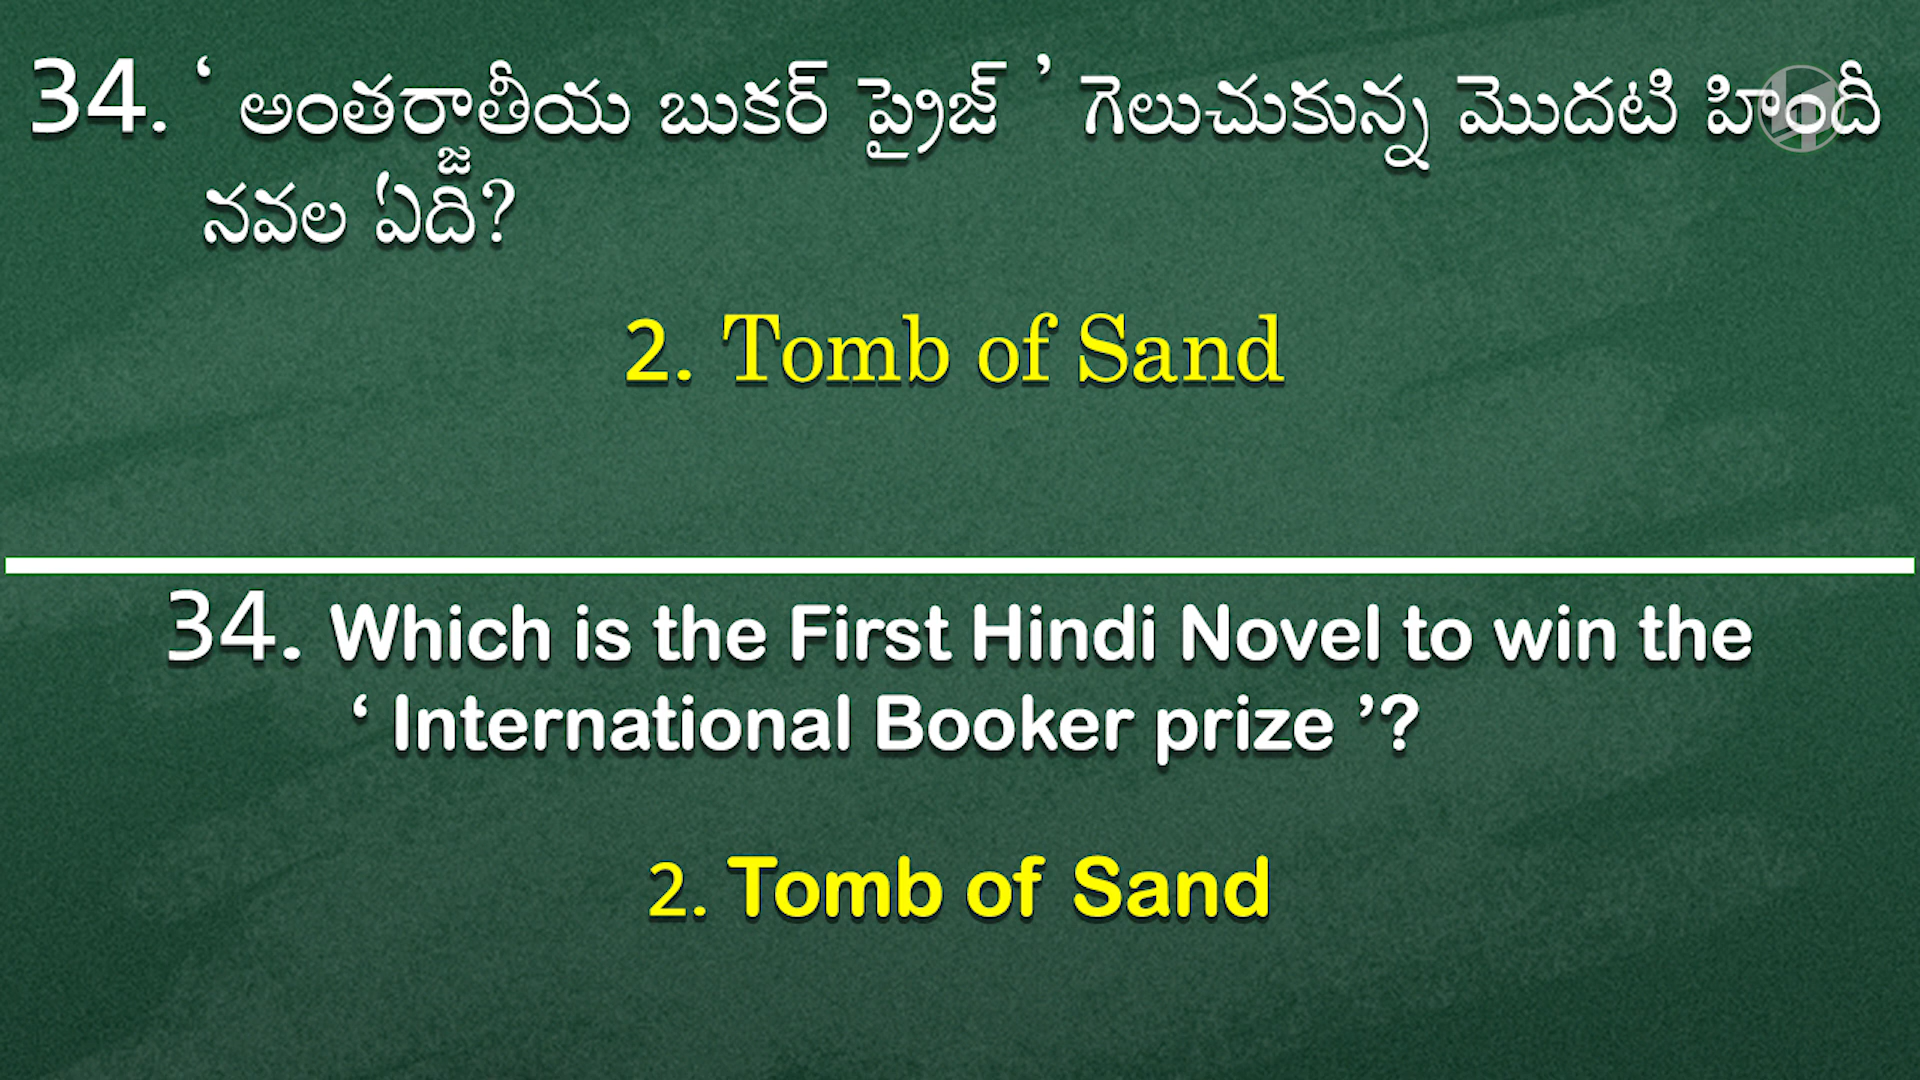 34. ‘ అంతర్జాతీయ బుకర్ ప్రైజ్ ’ గెలుచుకున్న మొదటి హిందీ
నవల ఏది?
2. Tomb of Sand
34. Which is the First Hindi Novel to win the
‘ International Booker prize ’?
2. Tomb of Sand